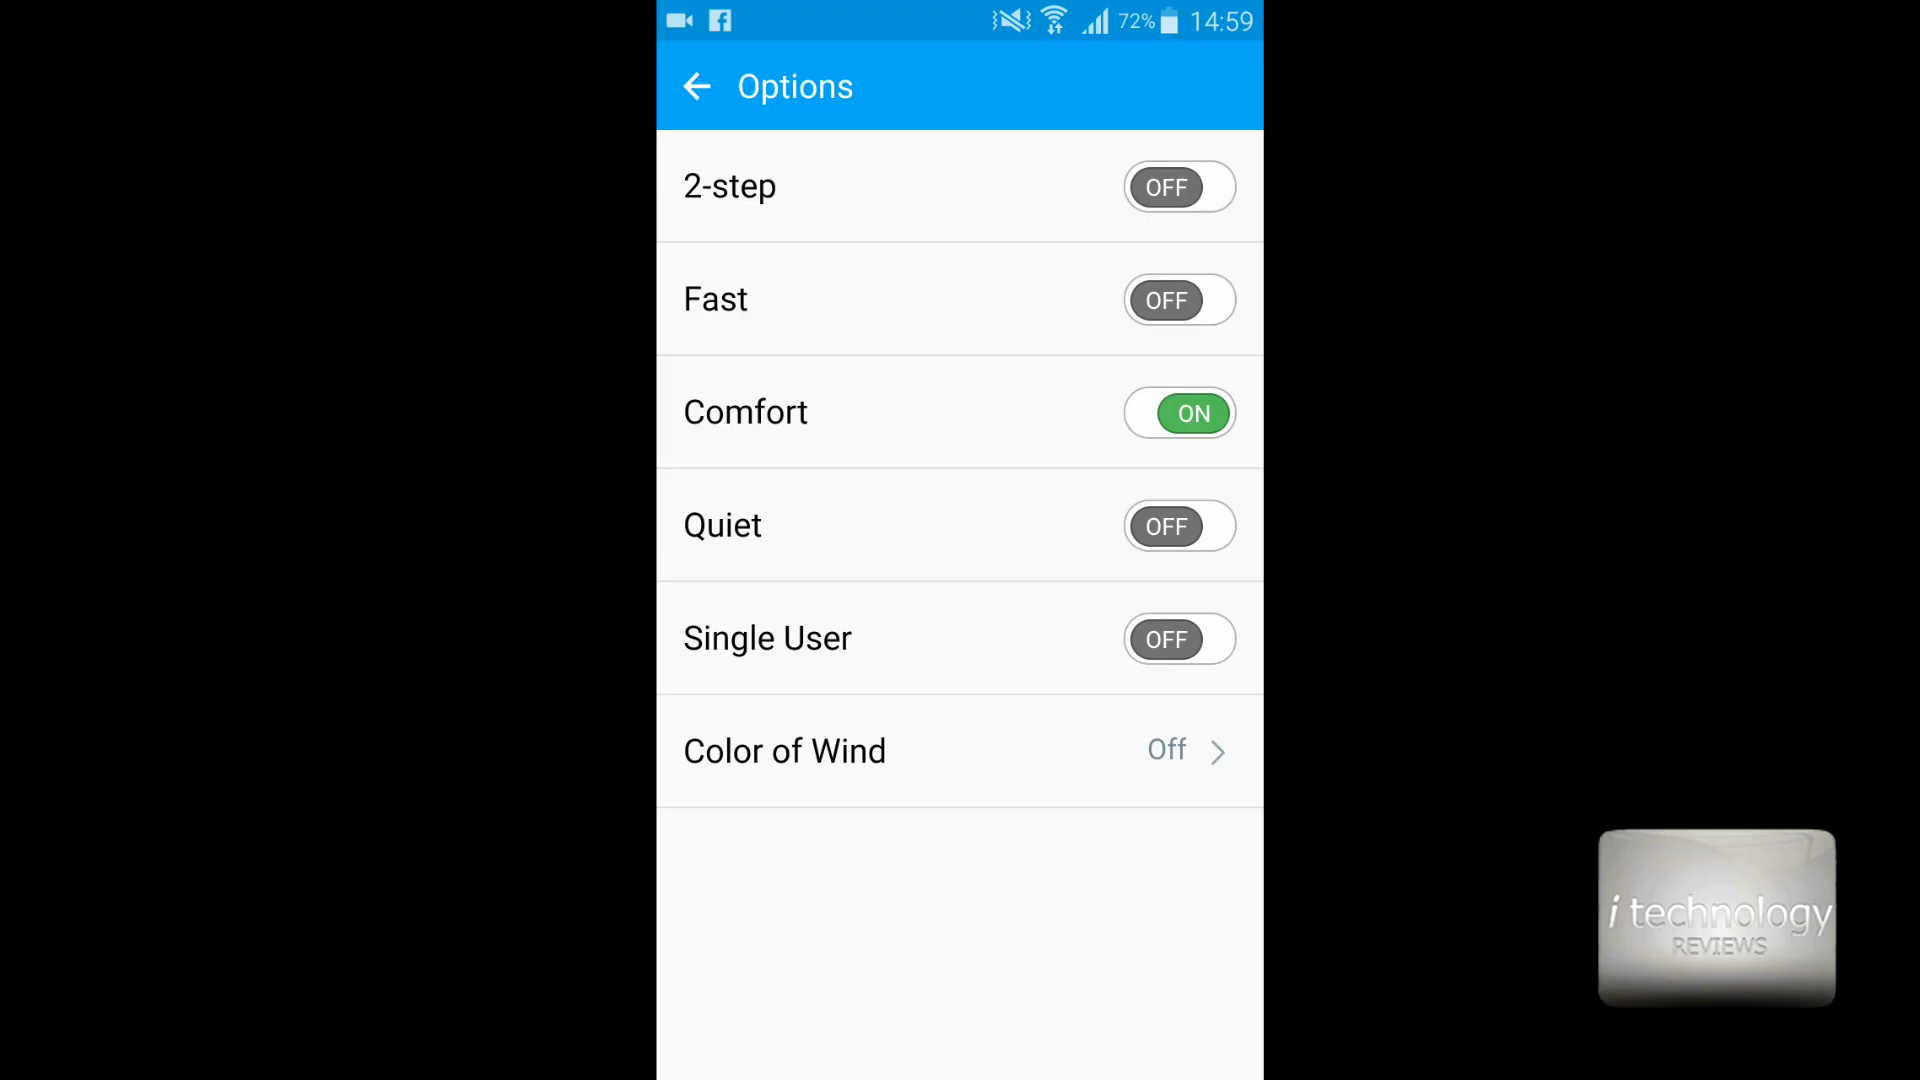 72% 14:59
Options
2-step OFF
Fast OFF
Comfort ON
Quiet OFF
Single User OFF
Color of Wind Off
i technology
REVIEWS